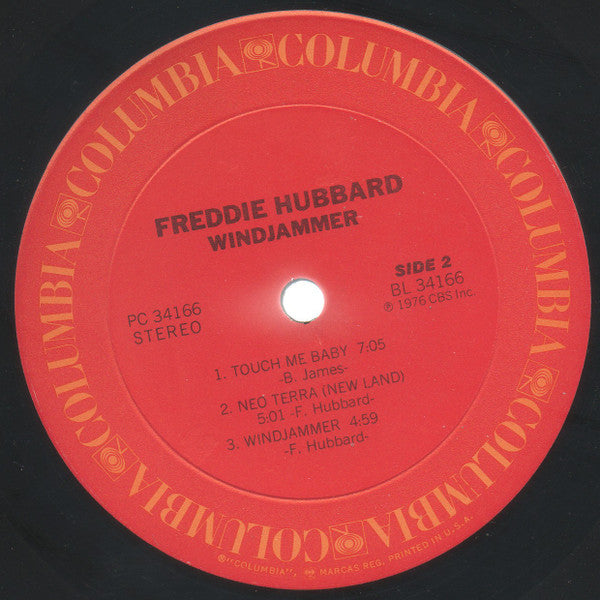 COLUMBIA COLUMBIA COLUMBIA COLUMBIA COLUMBIA COLUMBIA
FREDDIE HUBBARD
WINDJAMMER
SIDE 2
BL 34166
℗ 1976 CBS Inc.
PC 34166
STEREO
1. TOUCH ME BABY 7:05
-B. James-
2. NEO TERRA (NEW LAND)
5:01 -F. Hubbard-
3. WINDJAMMER 4:59
-F. Hubbard-
®"COLUMBIA", MARCAS REG. PRINTED IN U.S.A.